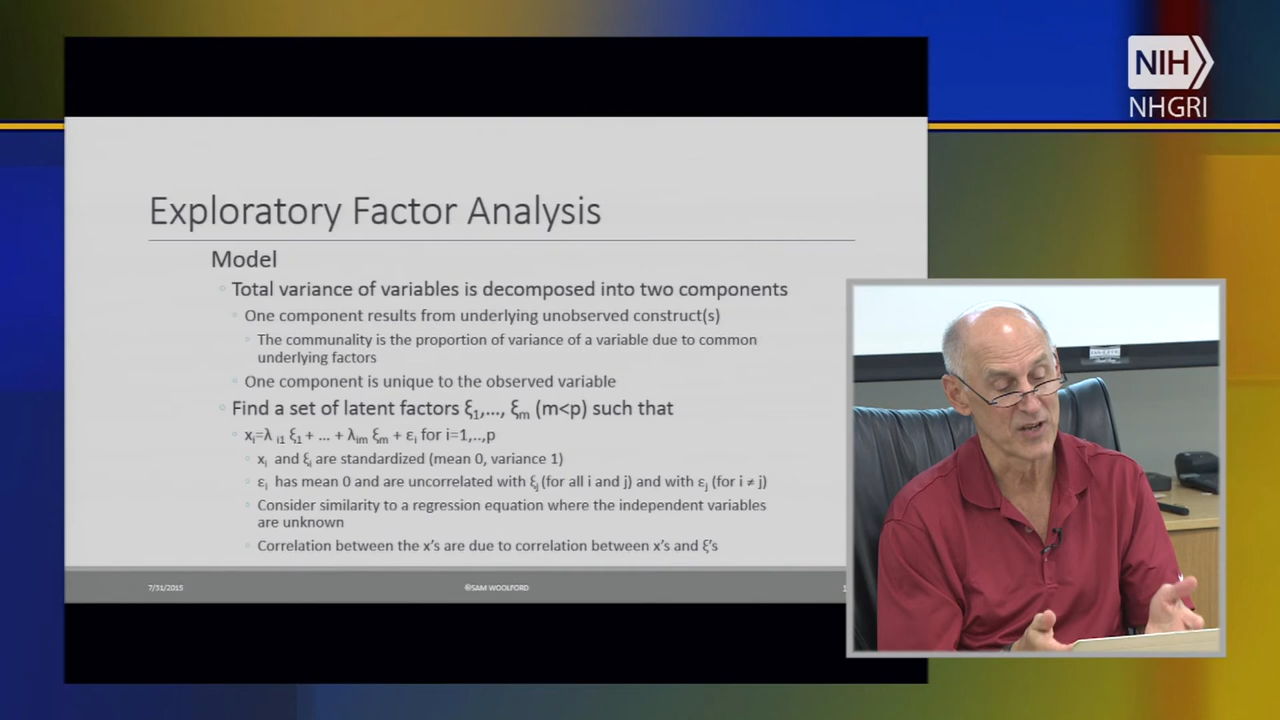 NIH
NHGRI
Exploratory Factor Analysis
Model
Total variance of variables is decomposed into two components
One component results from underlying unobserved construct(s)
The communality is the proportion of variance of a variable due to common
underlying factors
One component is unique to the observed variable
Find a set of latent factors ξ₁,..., ξₘ (m<p) such that
xᵢ=λ ᵢ₁ ξ₁ + ... + λᵢₘ ξₘ + εᵢ for i=1,..,p
xᵢ and ξᵢ are standardized (mean 0, variance 1)
εᵢ has mean 0 and are uncorrelated with ξⱼ (for all i and j) and with εⱼ (for i ≠ j)
Consider similarity to a regression equation where the independent variables
are unknown
Correlation between the x's are due to correlation between x's and ξ's
7/31/2015
©SAM WOOLFORD